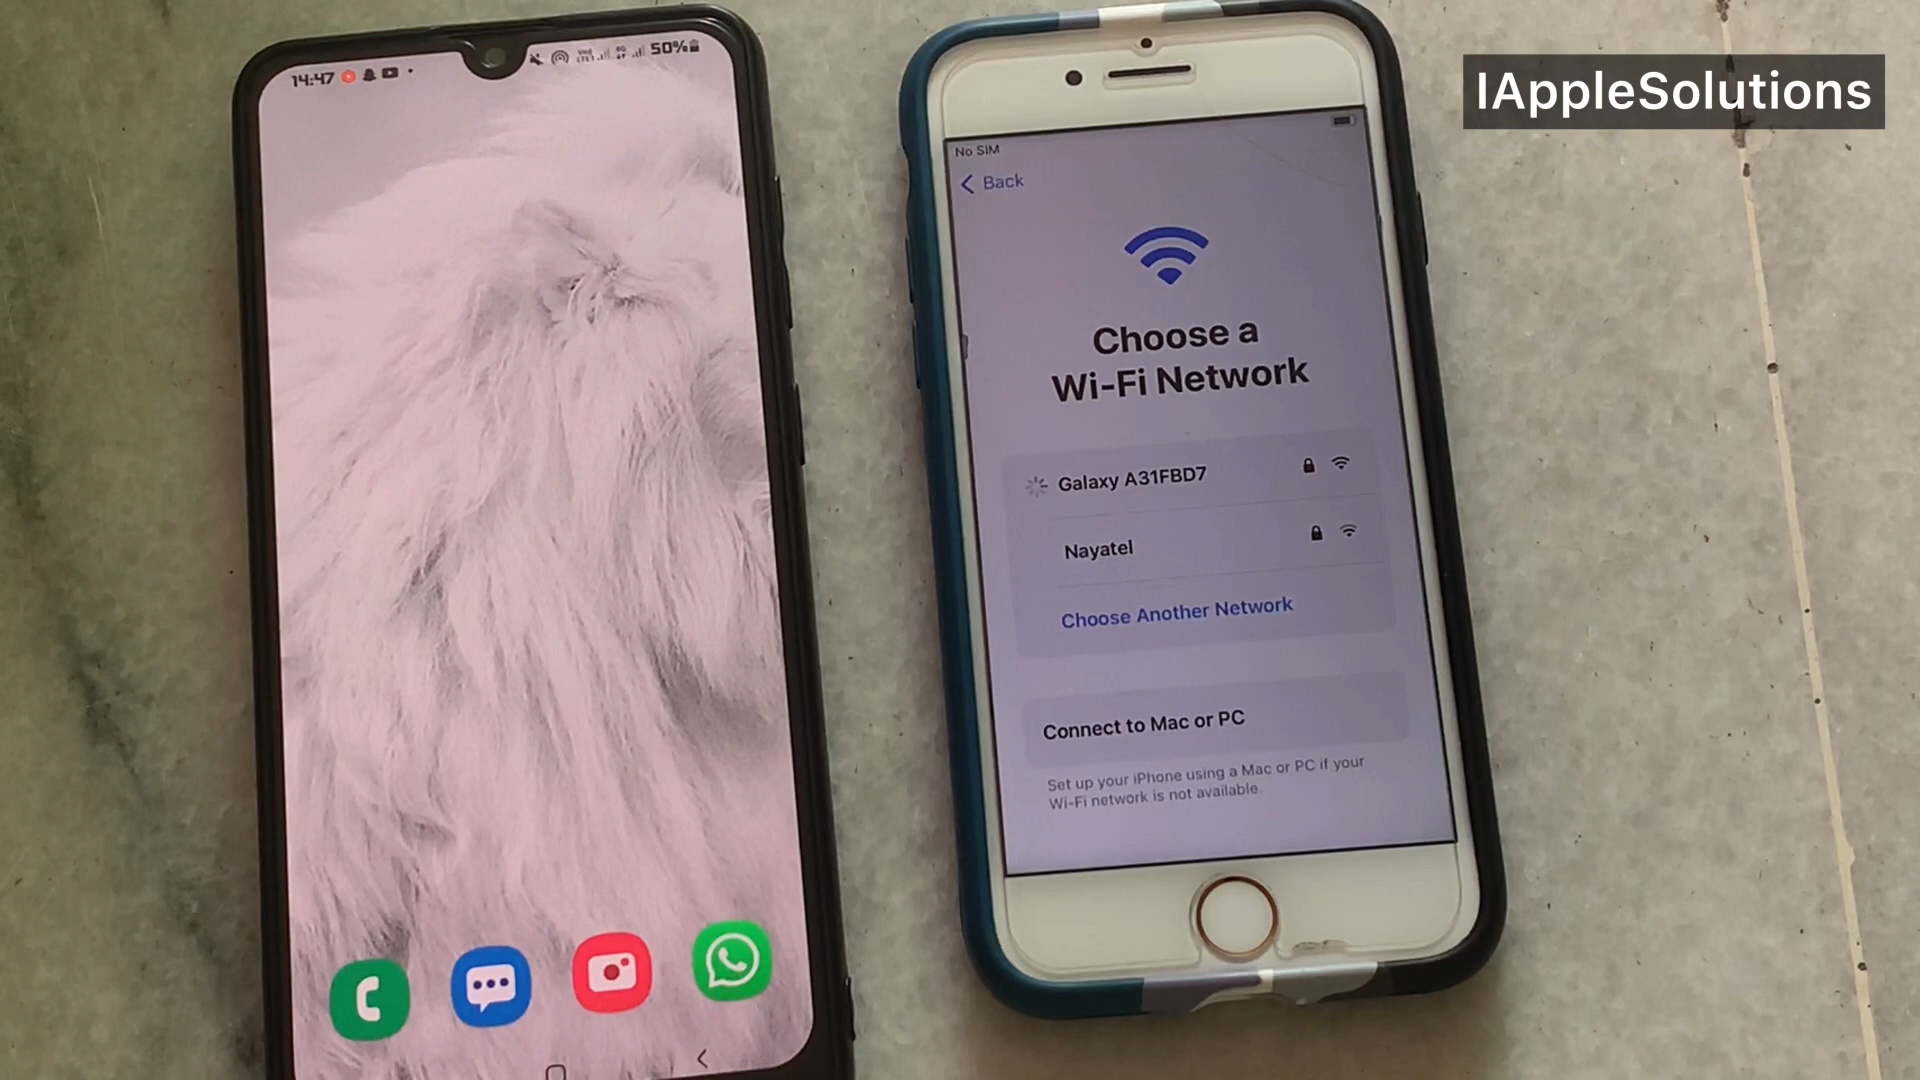 IAppleSolutions
14:47
50%
No SIM
Back
Choose a
Wi-Fi Network
Galaxy A31FBD7
Nayatel
Choose Another Network
Connect to Mac or PC
Set up your iPhone using a Mac or PC if your
Wi-Fi network is not available.